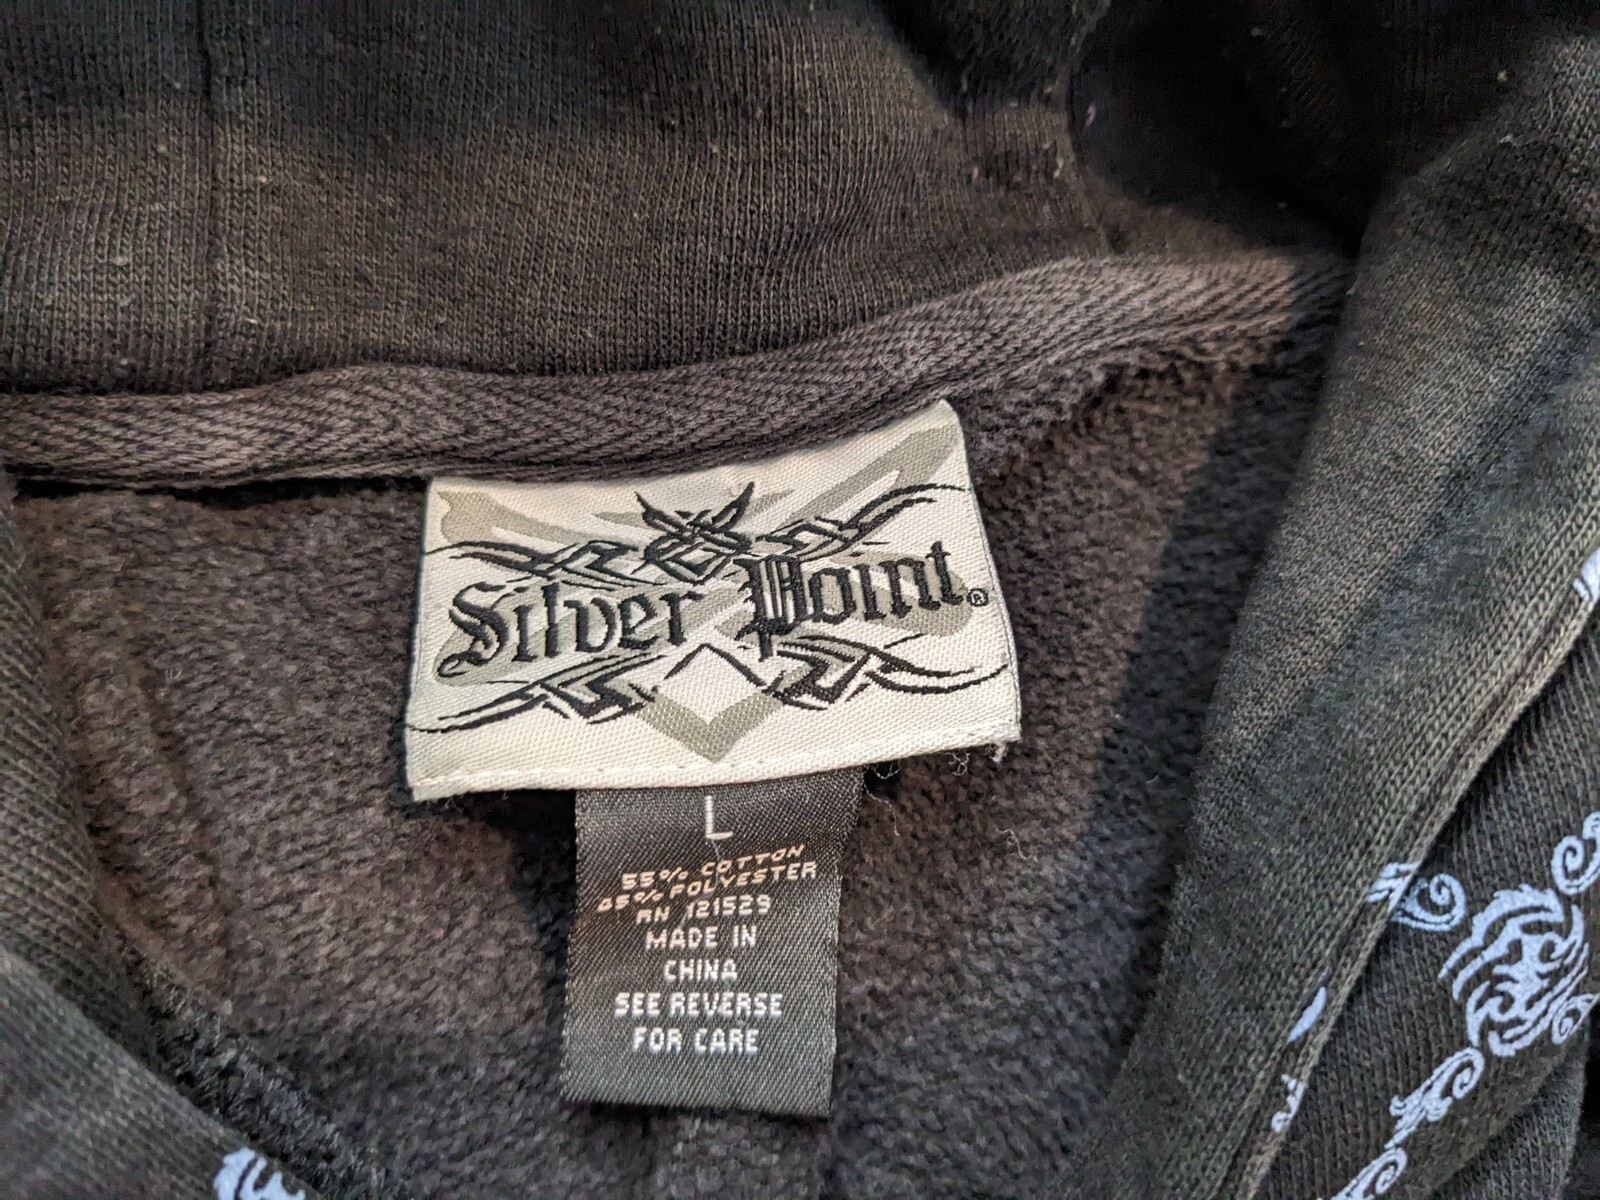 Silver Point®
L
55% COTTON
45% POLYESTER
RN 121529
MADE IN
CHINA
SEE REVERSE
FOR CARE